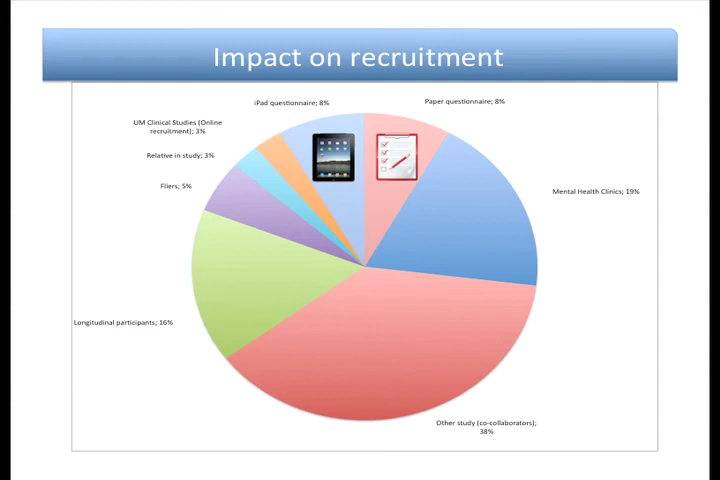 Impact on recruitment
iPad questionnaire; 8%
Paper questionnaire; 8%
UM Clinical Studies (Online
recruitment); 3%
Relative in study; 3%
Fliers; 5%
Mental Health Clinics; 19%
Longitudinal participants; 16%
Other study (co-collaborators);
38%